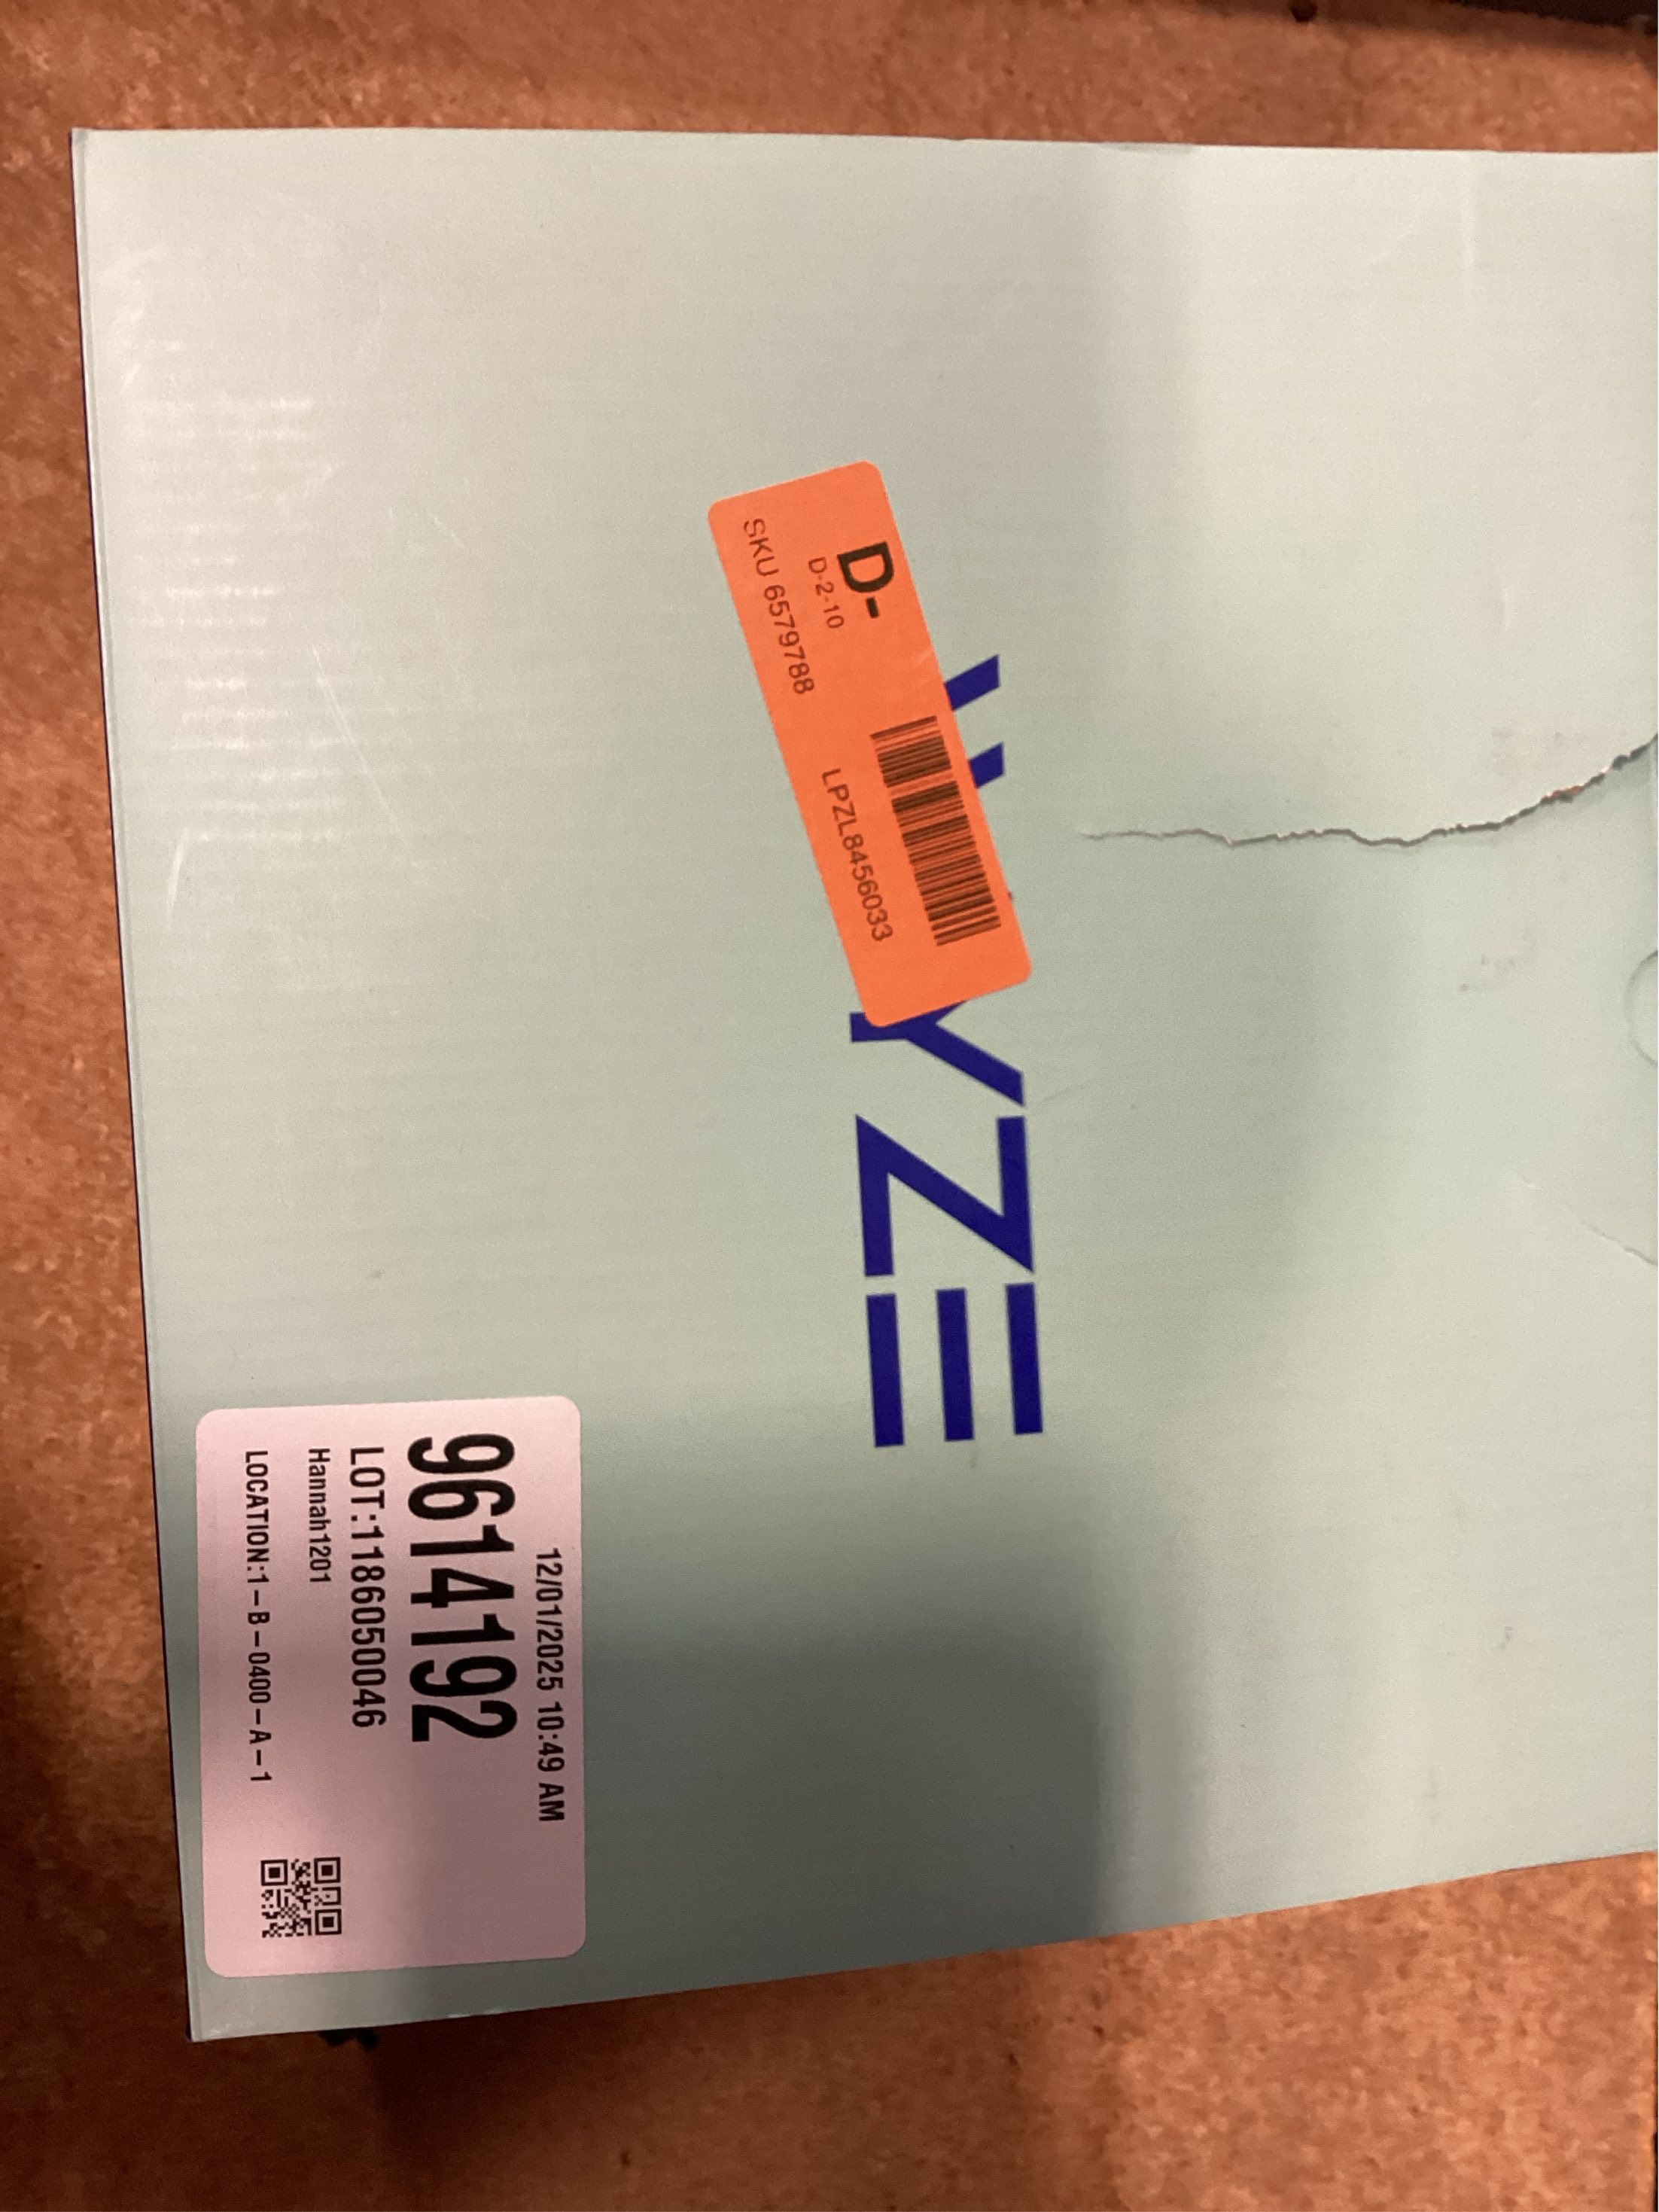 D-
D-2-10
SKU 6579788
LPZL8456033
WYZE
12/01/2025 10:49 AM
9614192
LOT:1186050046
Hannah1201
LOCATION:1-B-0400-A-1